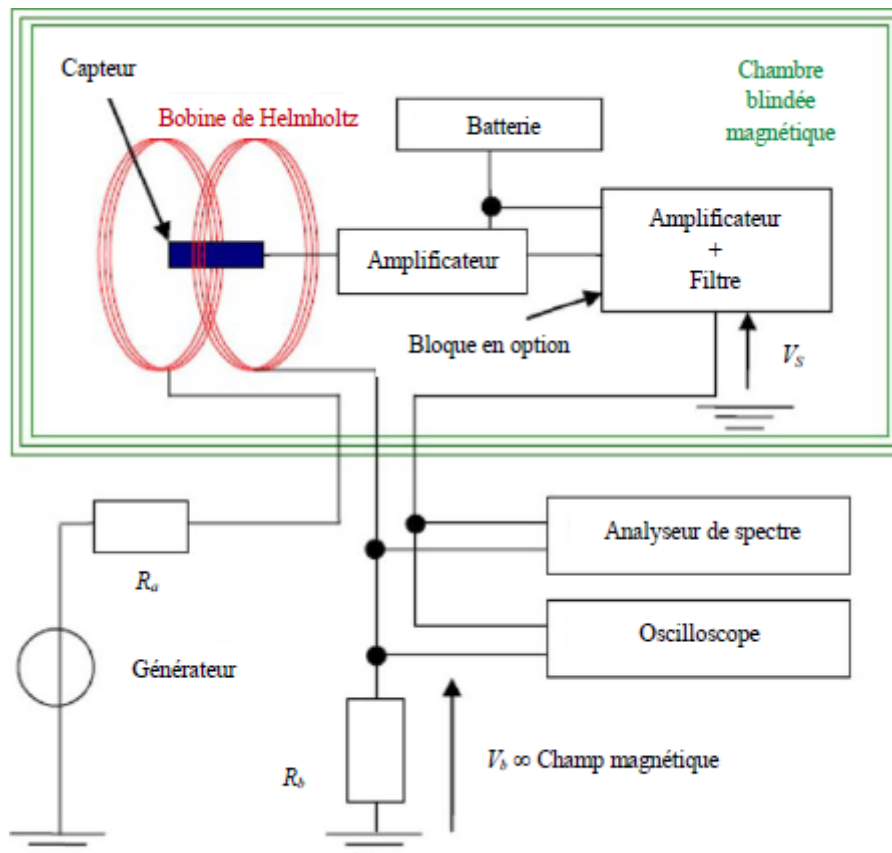 Capteur
Chambre
blindée
magnétique
Bobine de Helmholtz
Batterie
Amplificateur
+
Filtre
Amplificateur
Bloque en option
V_S
Analyseur de spectre
R_a
Oscilloscope
Générateur
V_b ∞ Champ magnétique
R_b